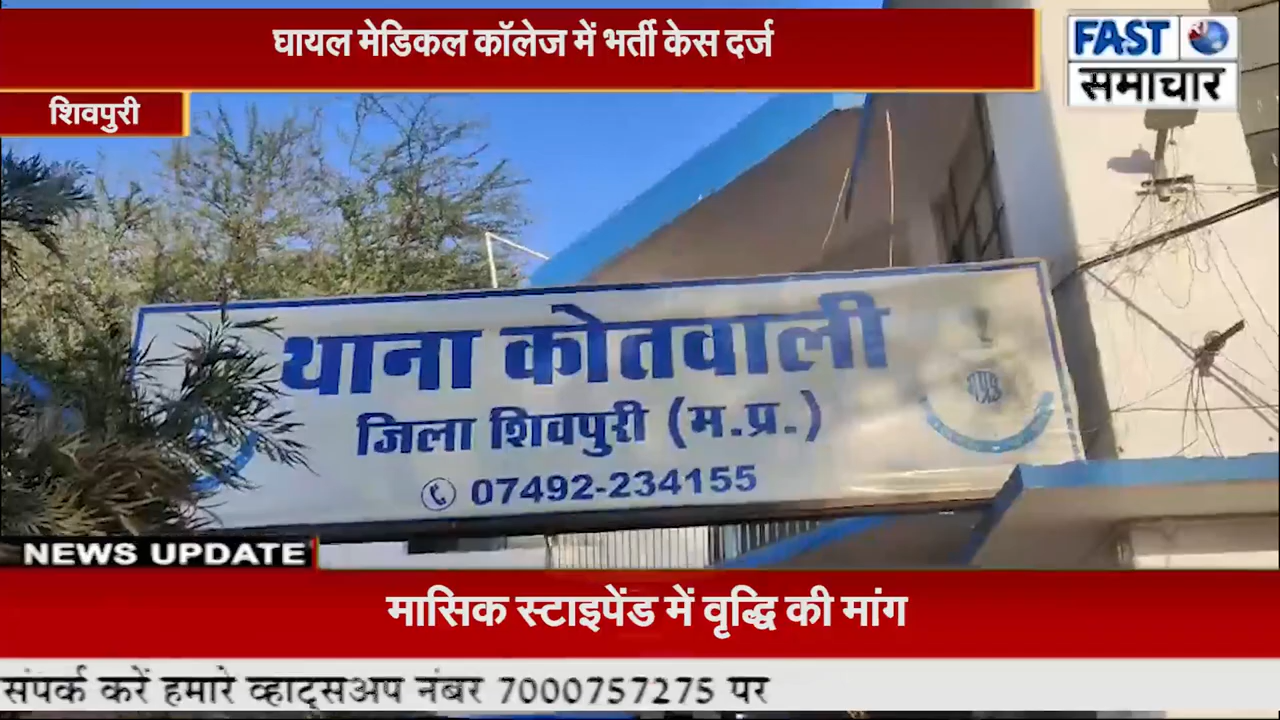 घायल मेडिकल कॉलेज में भर्ती केस दर्ज
FAST
समाचार
शिवपुरी
थाना कोतवाली
जिला शिवपुरी (म.प्र.)
07492-234155
NEWS UPDATE
मासिक स्टाइपेंड में वृद्धि की मांग
संपर्क करें हमारे व्हाट्सअप नंबर 7000757275 पर